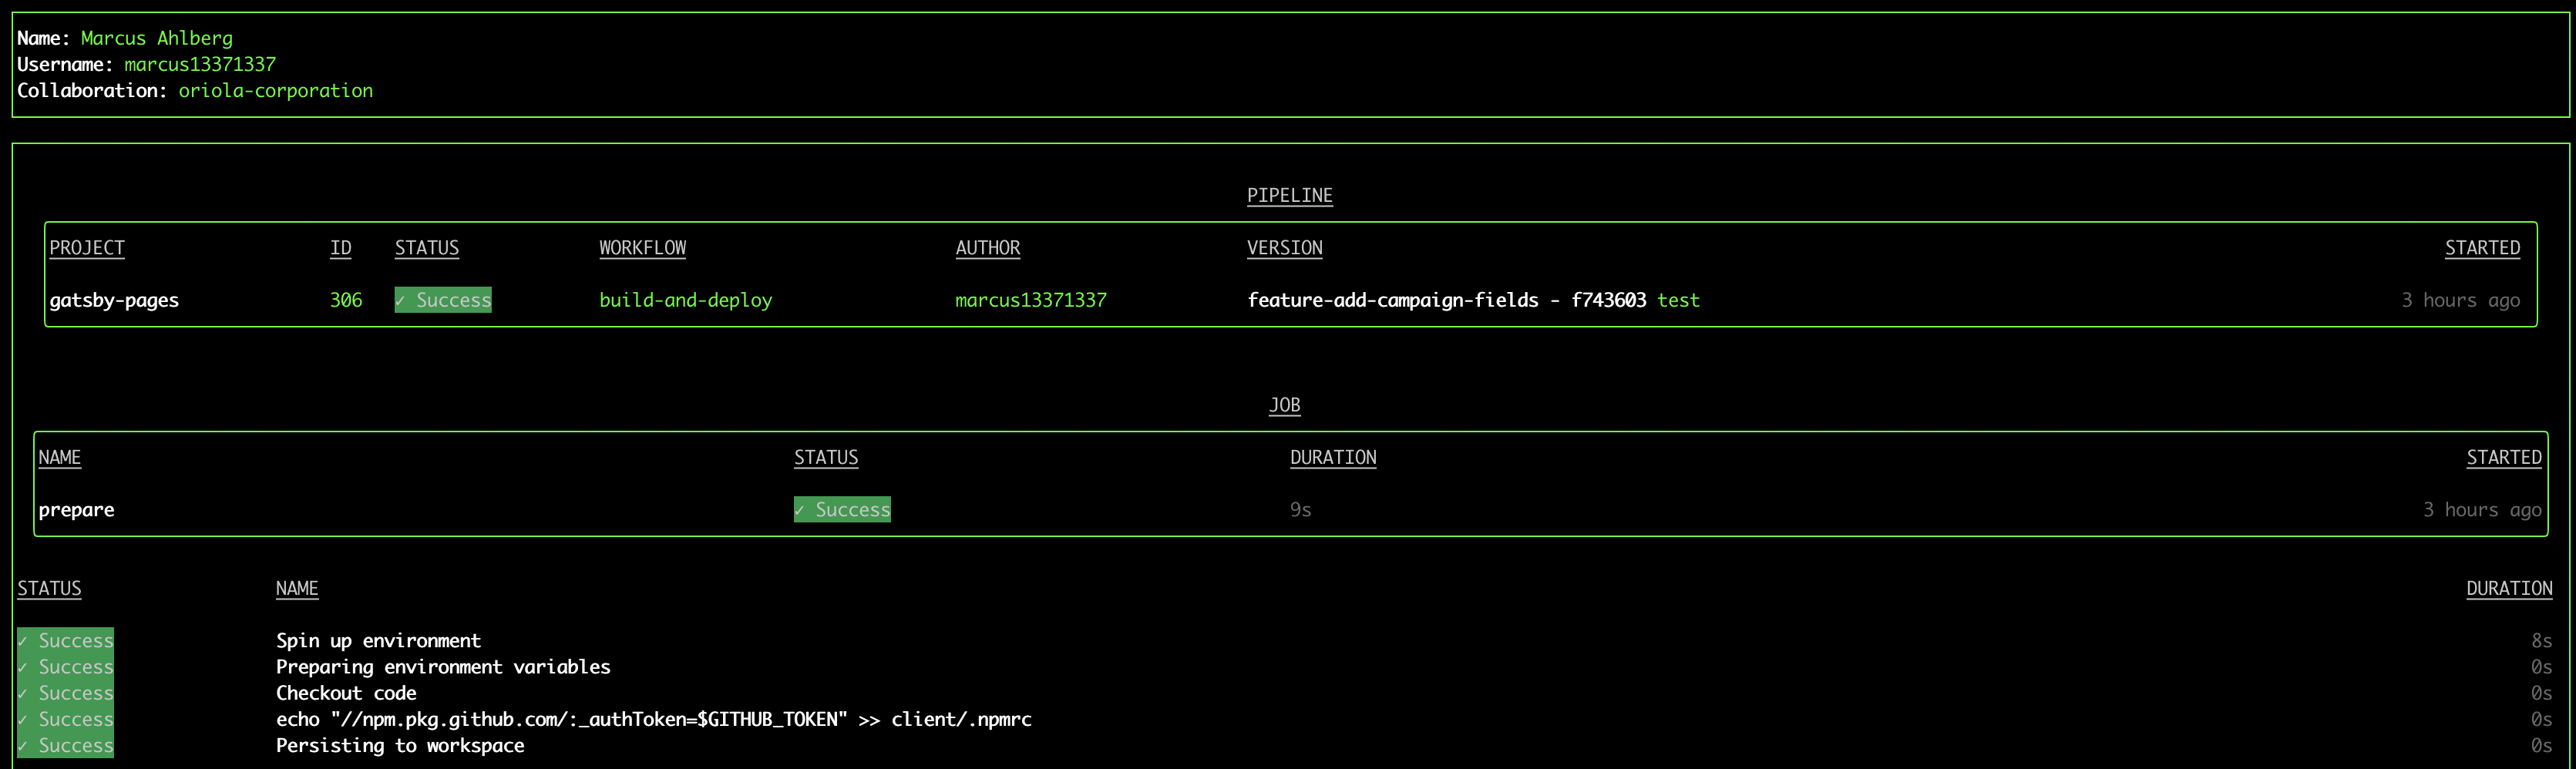 Name: Marcus Ahlberg
Username: marcus13371337
Collaboration: oriola-corporation
PIPELINE
PROJECT ID STATUS WORKFLOW AUTHOR VERSION STARTED
gatsby-pages 306 ✓ Success build-and-deploy marcus13371337 feature-add-campaign-fields - f743603 test 3 hours ago
JOB
NAME STATUS DURATION STARTED
prepare ✓ Success 9s 3 hours ago
STATUS NAME DURATION
✓ Success Spin up environment 8s
✓ Success Preparing environment variables 0s
✓ Success Checkout code 0s
✓ Success echo "//npm.pkg.github.com/:_authToken=$GITHUB_TOKEN" >> client/.npmrc 0s
✓ Success Persisting to workspace 0s